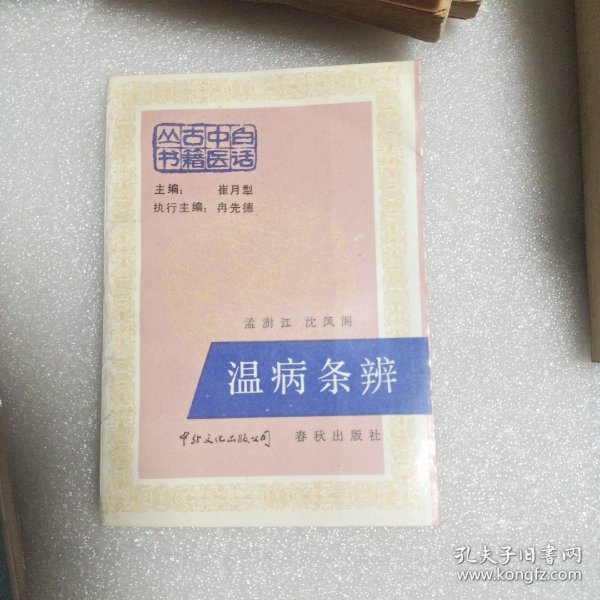 白话中医古籍丛书
主编： 崔月犁
执行主编：冉先德
孟澍江 沈凤阁
温病条辨
中外文化出版公司 春秋出版社
孔夫子旧书网
www.kongfz.com